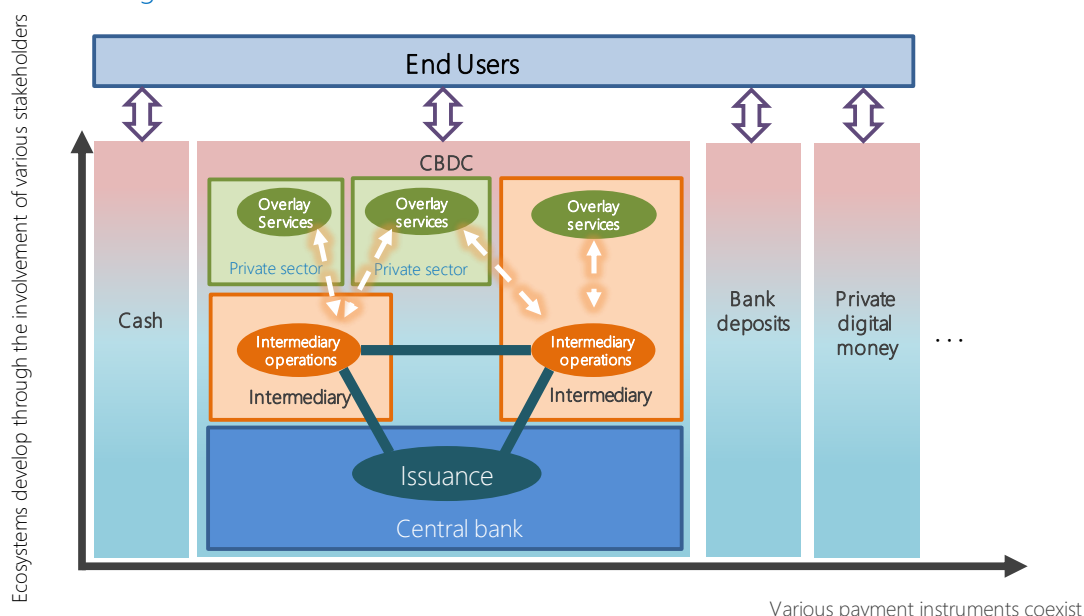 Ecosystems develop through the involvement of various stakeholders
End Users
CBDC
Overlay
Services
Overlay
services
Overlay
services
Private sector
Private sector
Cash
Bank
deposits
Private
digital
money
...
Intermediary
operations
Intermediary
operations
Intermediary
Intermediary
Issuance
Central bank
Various payment instruments coexist